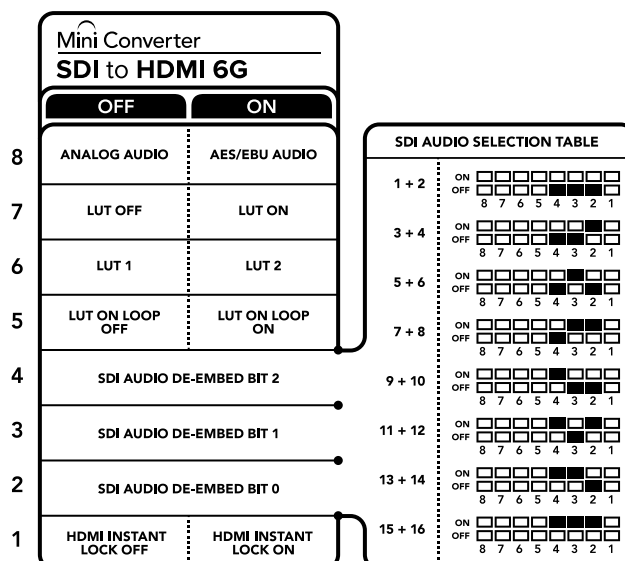 Mini Converter
SDI to HDMI 6G
OFF ON
8 ANALOG AUDIO AES/EBU AUDIO
7 LUT OFF LUT ON
6 LUT 1 LUT 2
5 LUT ON LOOP OFF LUT ON LOOP ON
4 SDI AUDIO DE-EMBED BIT 2
3 SDI AUDIO DE-EMBED BIT 1
2 SDI AUDIO DE-EMBED BIT 0
1 HDMI INSTANT LOCK OFF HDMI INSTANT LOCK ON
SDI AUDIO SELECTION TABLE
1 + 2 ON
OFF
8 7 6 5 4 3 2 1
3 + 4 ON
OFF
8 7 6 5 4 3 2 1
5 + 6 ON
OFF
8 7 6 5 4 3 2 1
7 + 8 ON
OFF
8 7 6 5 4 3 2 1
9 + 10 ON
OFF
8 7 6 5 4 3 2 1
11 + 12 ON
OFF
8 7 6 5 4 3 2 1
13 + 14 ON
OFF
8 7 6 5 4 3 2 1
15 + 16 ON
OFF
8 7 6 5 4 3 2 1